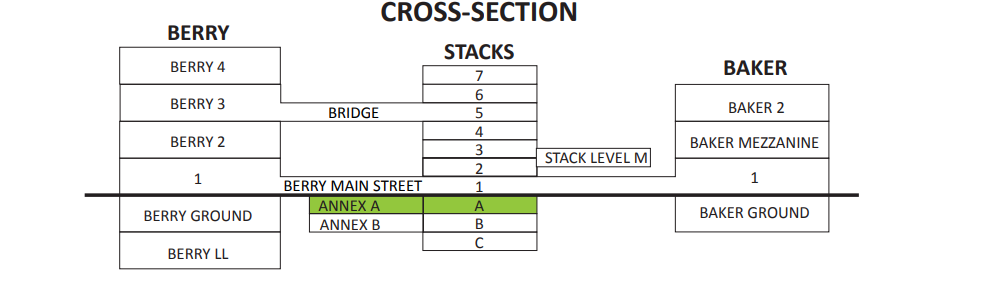 CROSS-SECTION
BERRY
STACKS
BAKER
BERRY 4
7
6
BERRY 3
BRIDGE
5
BAKER 2
4
BERRY 2
3
STACK LEVEL M
BAKER MEZZANINE
2
1
BERRY MAIN STREET
1
1
BERRY GROUND
ANNEX A
A
BAKER GROUND
ANNEX B
B
C
BERRY LL